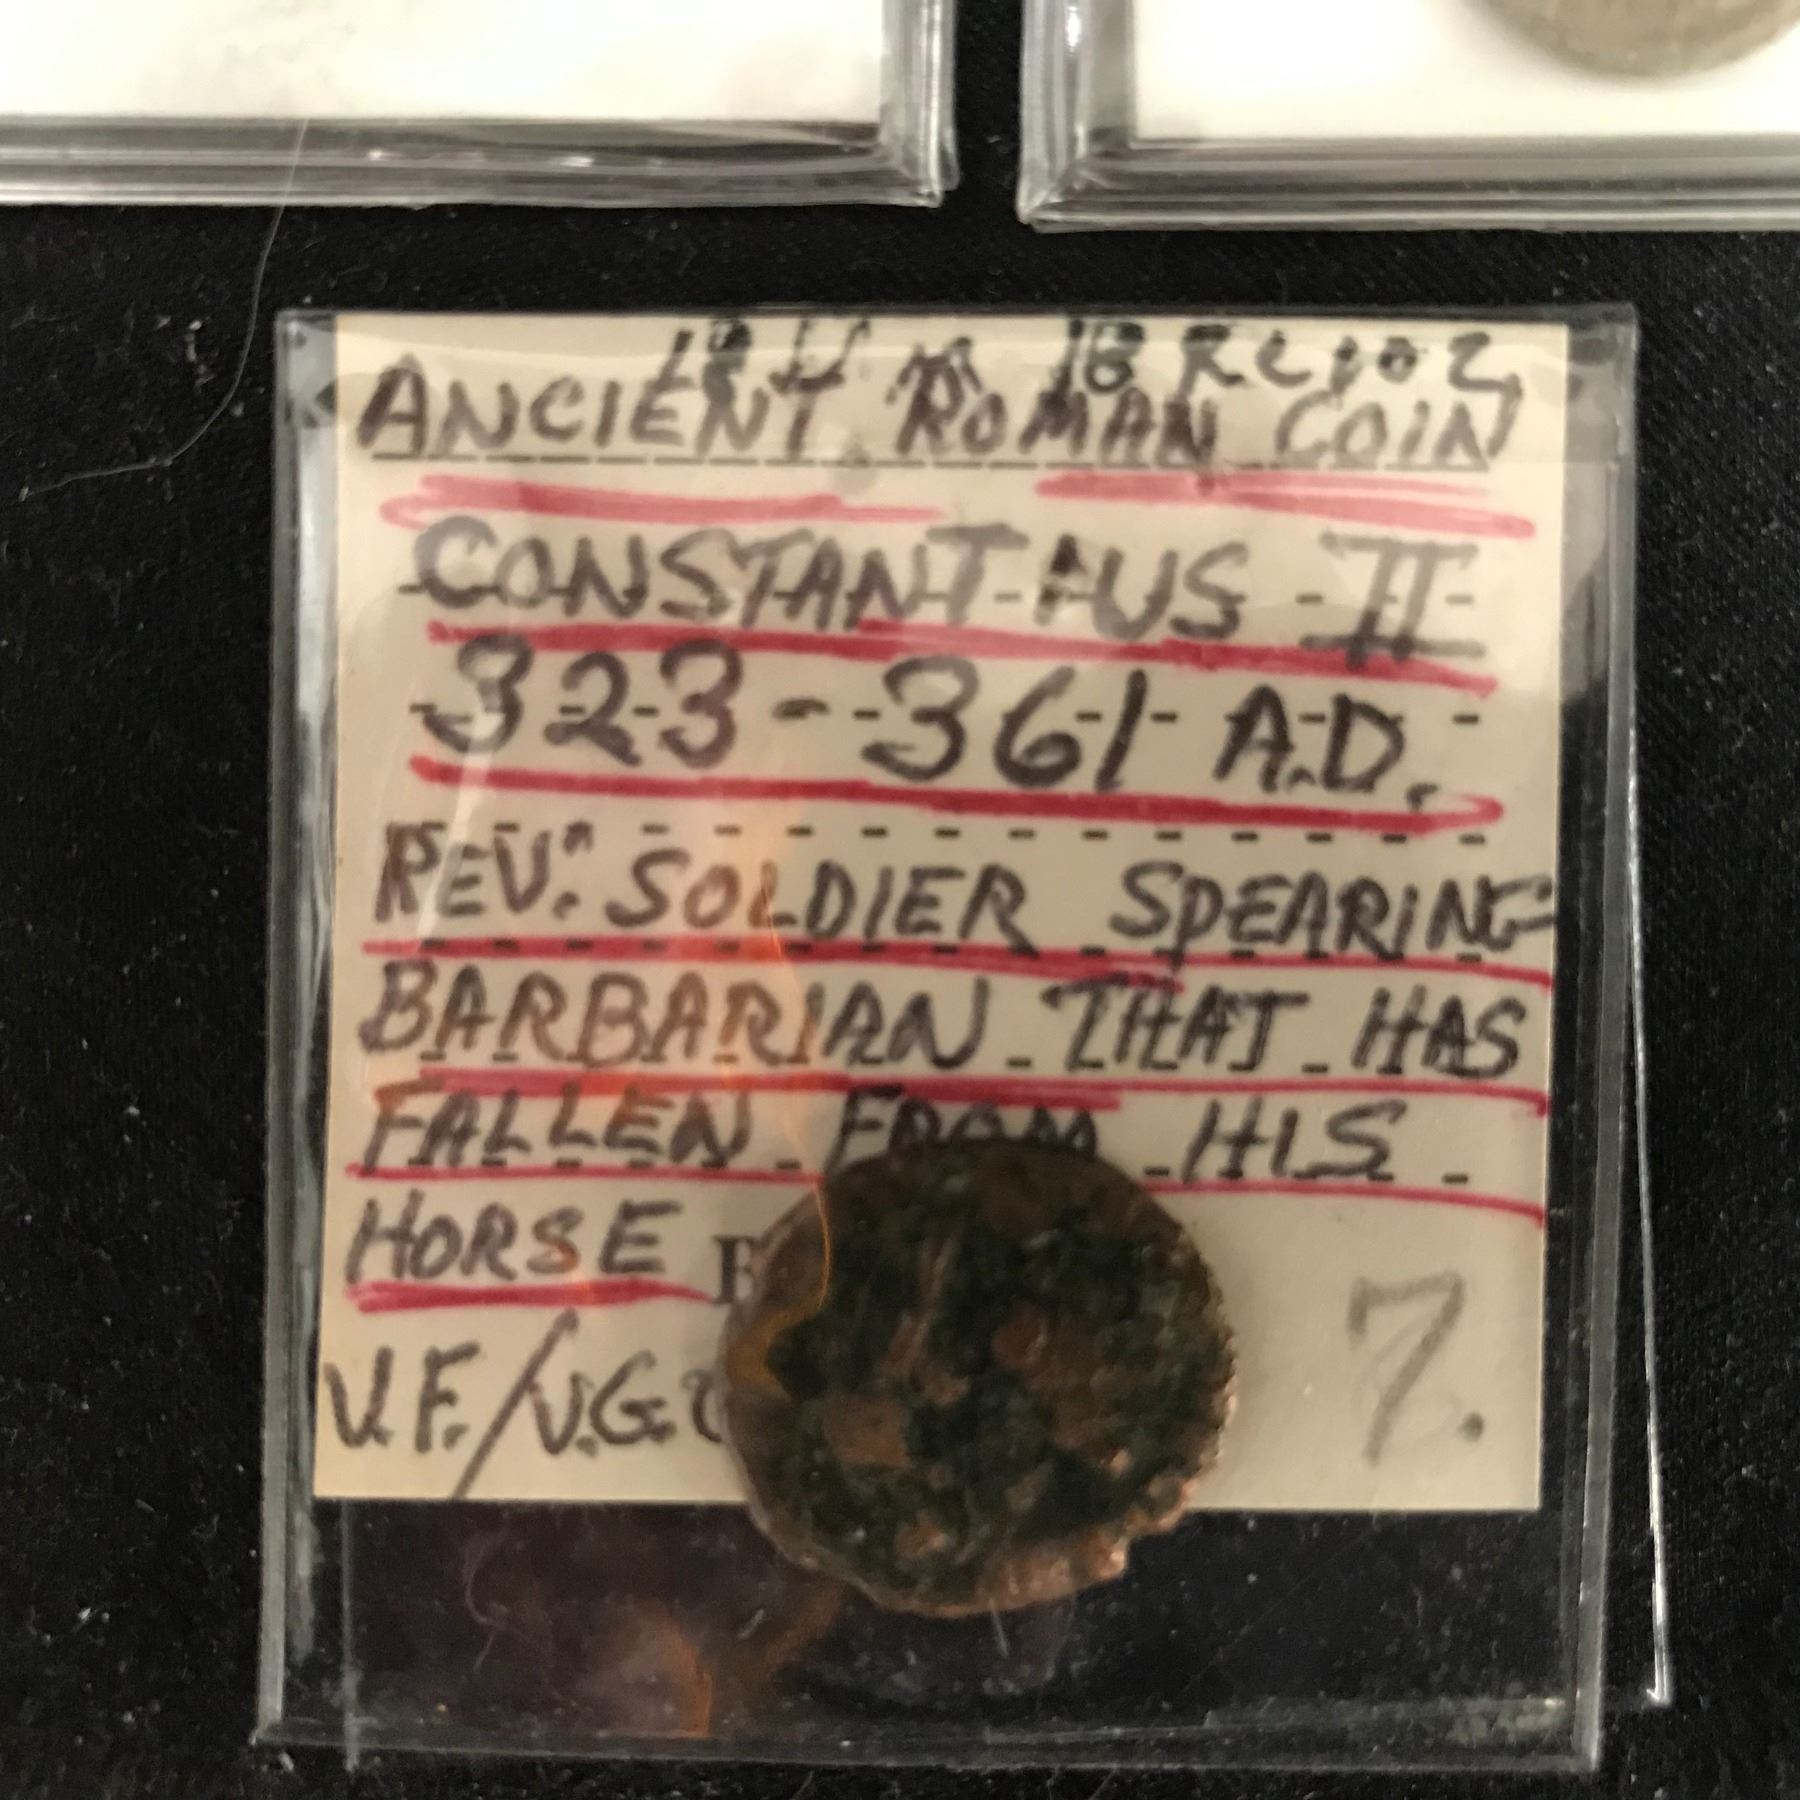 ANCIENT ROMAN COIN
CONSTANTIUS II
323-361 A.D.
REV: SOLDIER SPEARING
BARBARIAN THAT HAS
FALLEN FROM HIS
HORSE
V.F./V.G.
7.